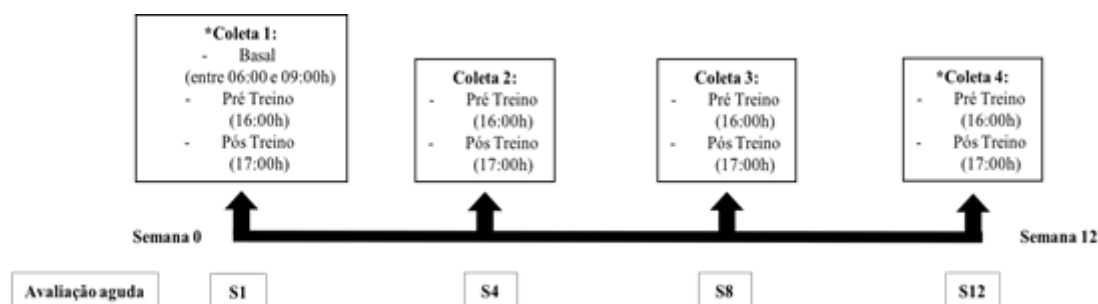 *Coleta 1:
- Basal
(entre 06:00 e 09:00h)
- Pré Treino
(16:00h)
- Pós Treino
(17:00h)
Coleta 2:
- Pré Treino
(16:00h)
- Pós Treino
(17:00h)
Coleta 3:
- Pré Treino
(16:00h)
- Pós Treino
(17:00h)
*Coleta 4:
- Pré Treino
(16:00h)
- Pós Treino
(17:00h)
Semana 0
Semana 12
Avaliação aguda
S1
S4
S8
S12